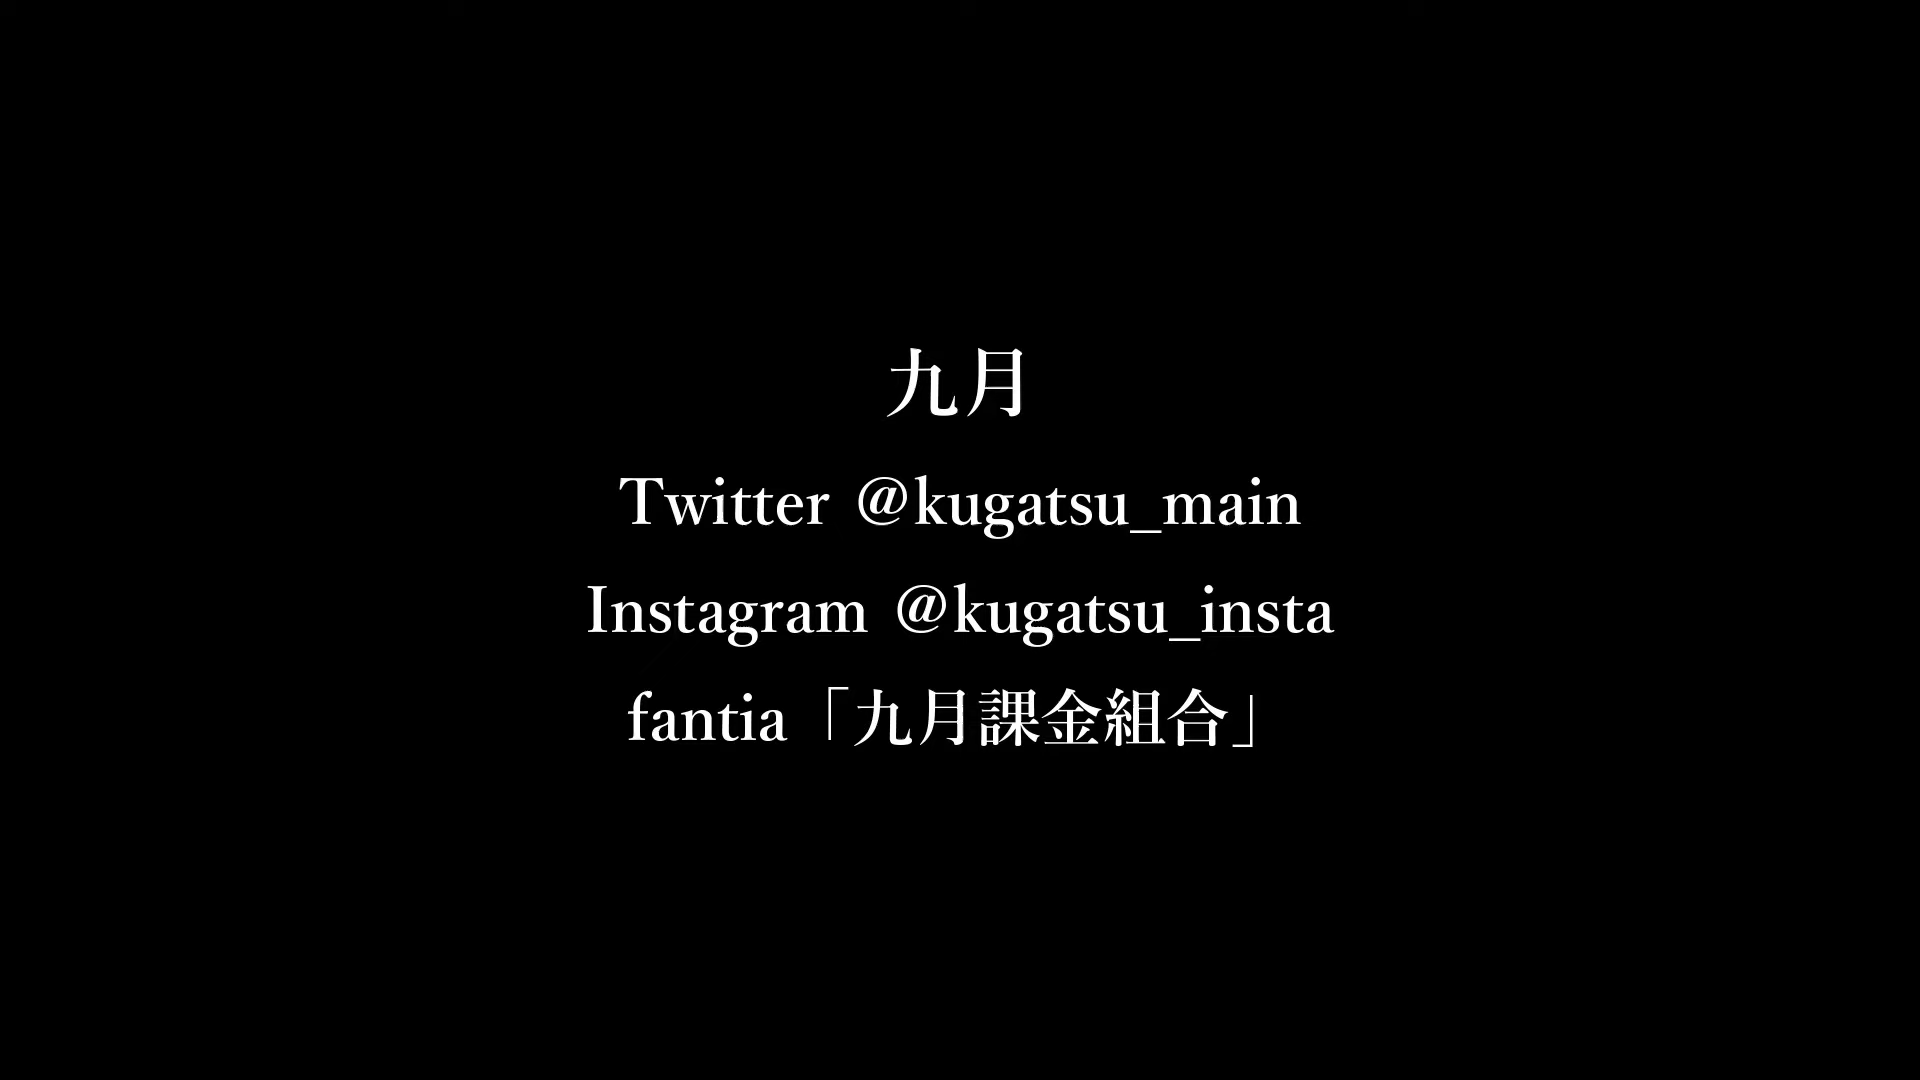 九月
Twitter @kugatsu_main
Instagram @kugatsu_insta
fantia「九月課金組合」